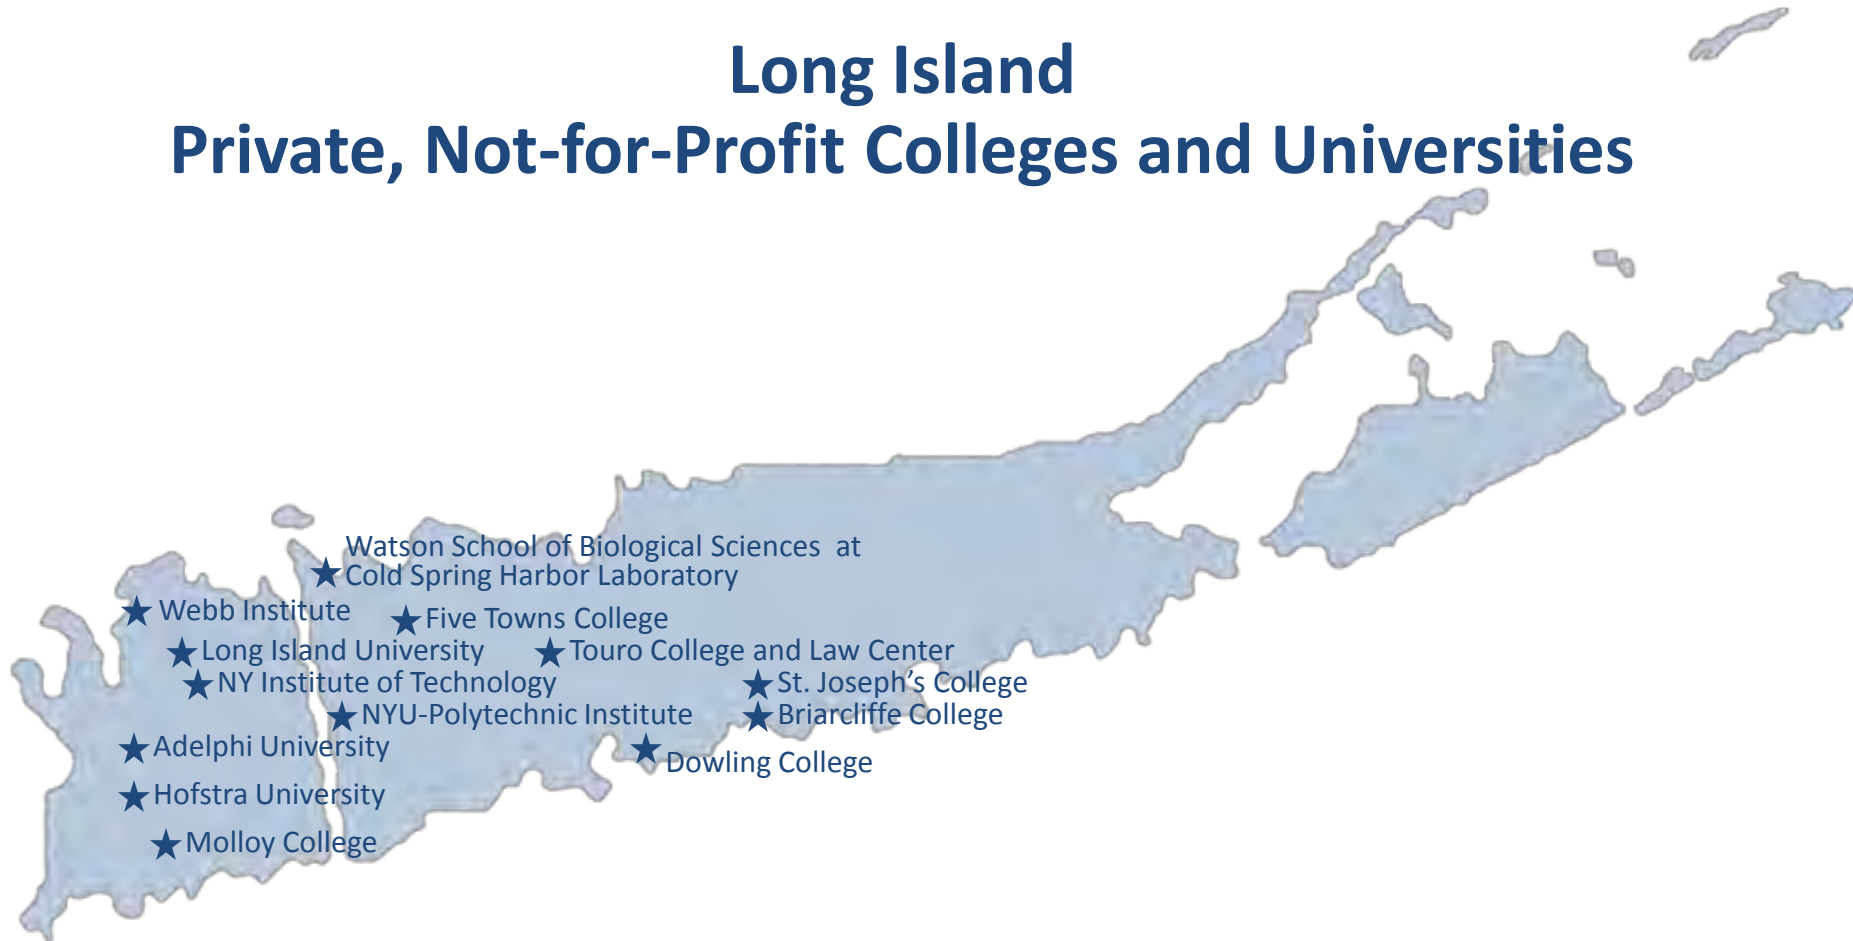 Long Island
Private, Not-for-Profit Colleges and Universities
Watson School of Biological Sciences at
Cold Spring Harbor Laboratory
Webb Institute
Five Towns College
Long Island University
Touro College and Law Center
NY Institute of Technology
St. Joseph’s College
NYU-Polytechnic Institute
Briarcliffe College
Adelphi University
Dowling College
Hofstra University
Molloy College